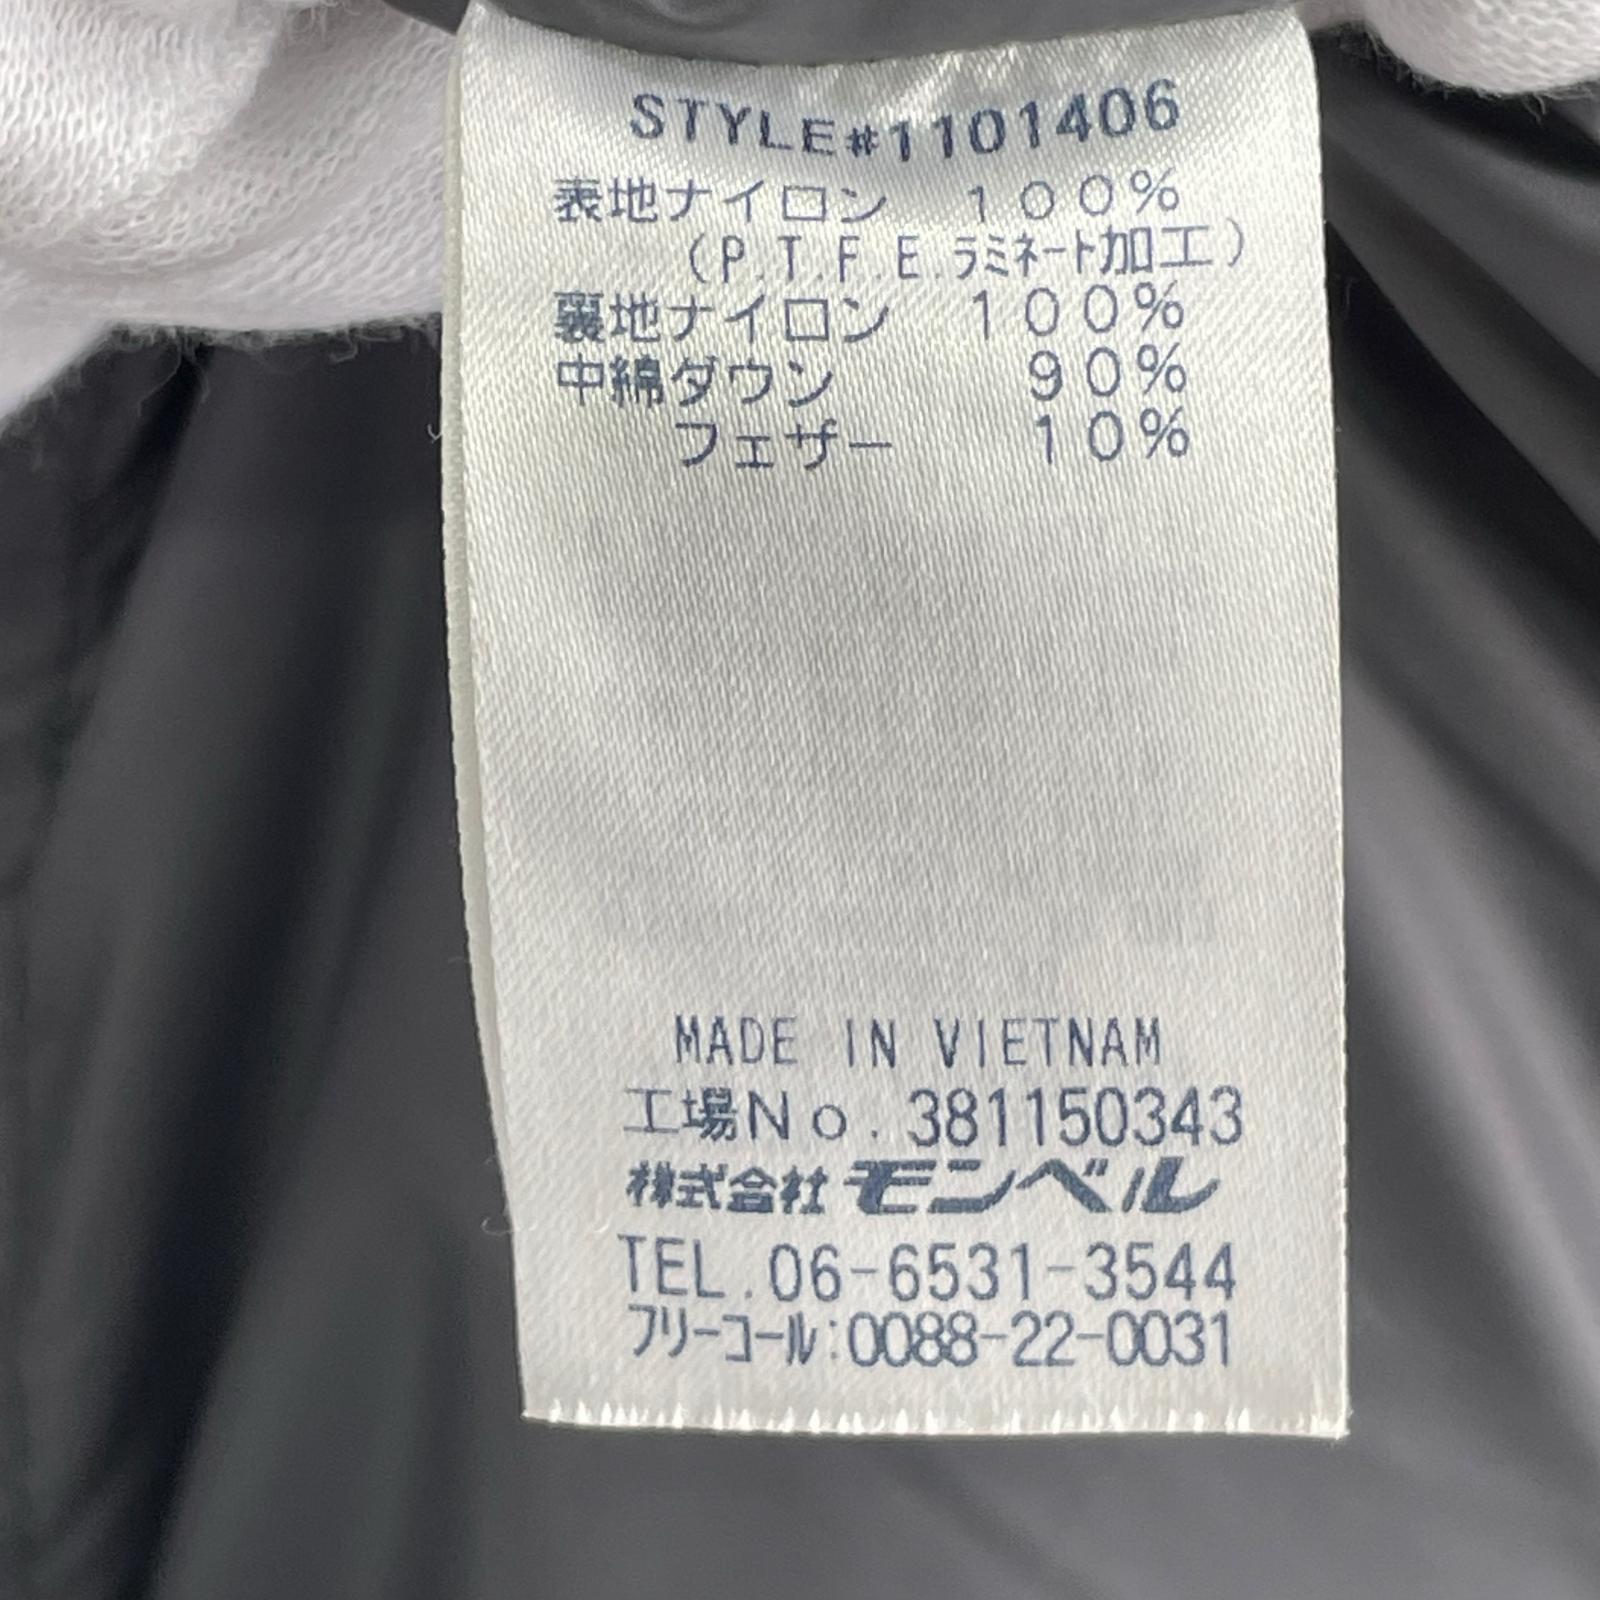 STYLE#1101406
表地ナイロン　１００％
（P.T.F.E.ﾗﾐﾈｰﾄ加工）
裏地ナイロン　１００％
中綿ダウン　９０％
フェザー　１０％
MADE IN VIETNAM
工場Ｎｏ.381150343
株式会社モンベル
TEL.06-6531-3544
ﾌﾘｰｺｰﾙ:0088-22-0031